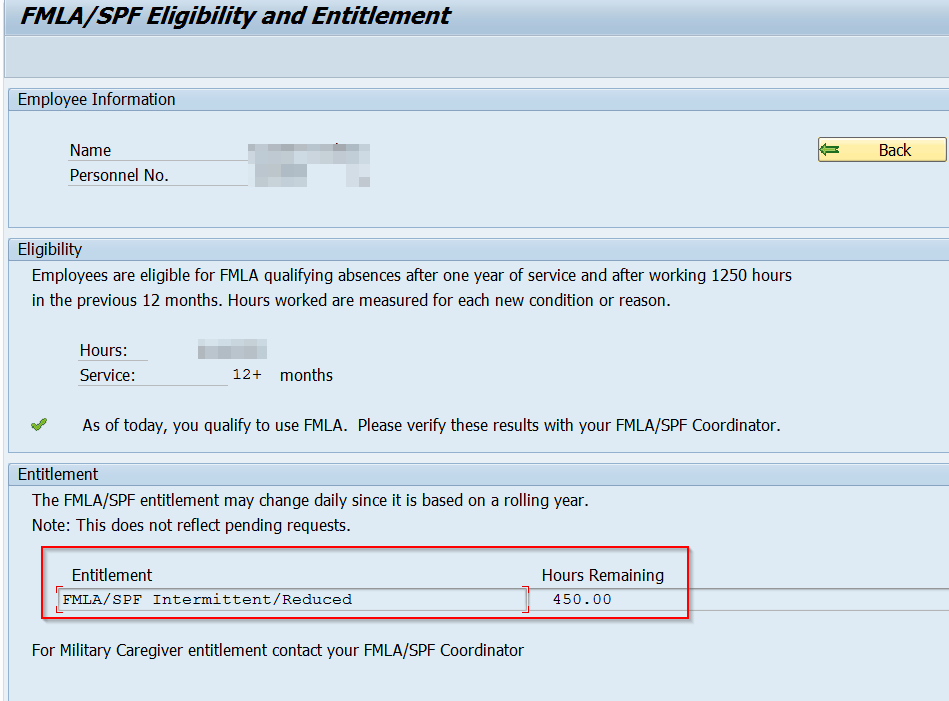 FMLA/SPF Eligibility and Entitlement
Employee Information
Name
Back
Personnel No.
Eligibility
Employees are eligible for FMLA qualifying absences after one year of service and after working 1250 hours
in the previous 12 months. Hours worked are measured for each new condition or reason.
Hours:
Service: 12+ months
As of today, you qualify to use FMLA. Please verify these results with your FMLA/SPF Coordinator.
Entitlement
The FMLA/SPF entitlement may change daily since it is based on a rolling year.
Note: This does not reflect pending requests.
Entitlement Hours Remaining
FMLA/SPF Intermittent/Reduced 450.00
For Military Caregiver entitlement contact your FMLA/SPF Coordinator